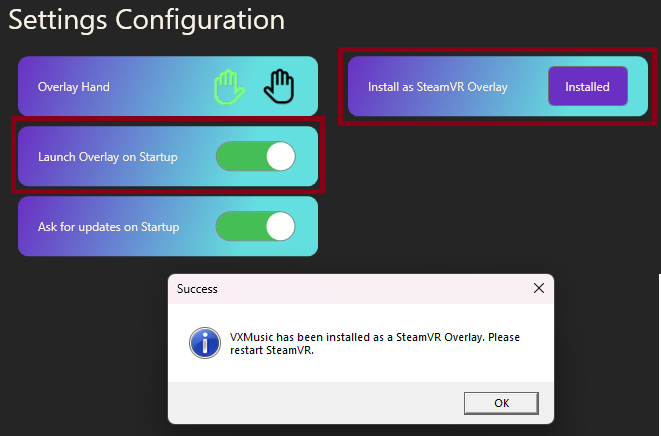 Settings Configuration
Overlay Hand
Install as SteamVR Overlay
Installed
Launch Overlay on Startup
Ask for updates on Startup
Success
VXMusic has been installed as a SteamVR Overlay. Please
restart SteamVR.
OK